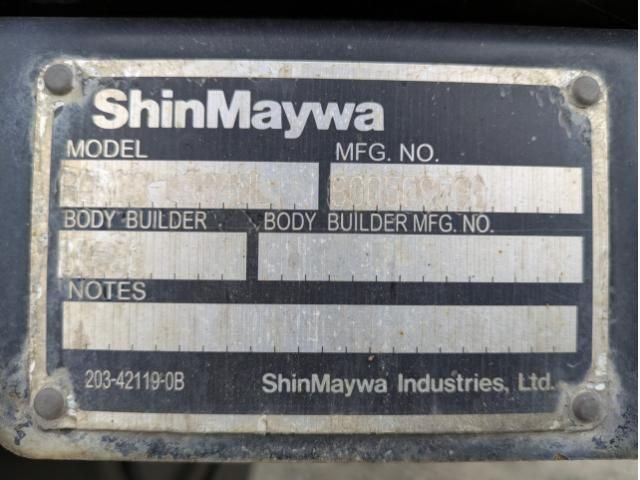 ShinMaywa
MODEL MFG. NO.
BODY BUILDER BODY BUILDER MFG. NO.
NOTES
203-42119-0B ShinMaywa Industries, Ltd.